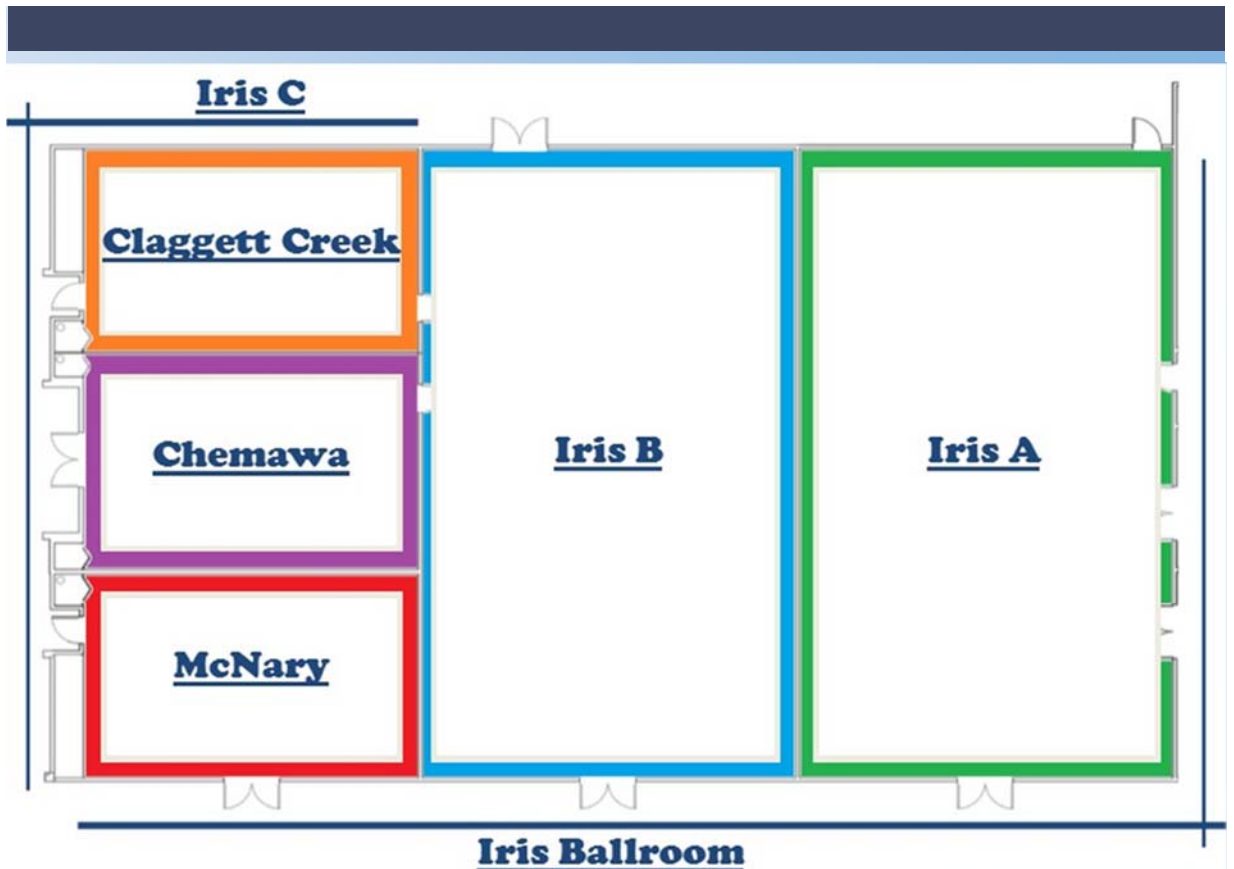 Iris C
Claggett Creek
Chemawa
Iris B
Iris A
McNary
Iris Ballroom